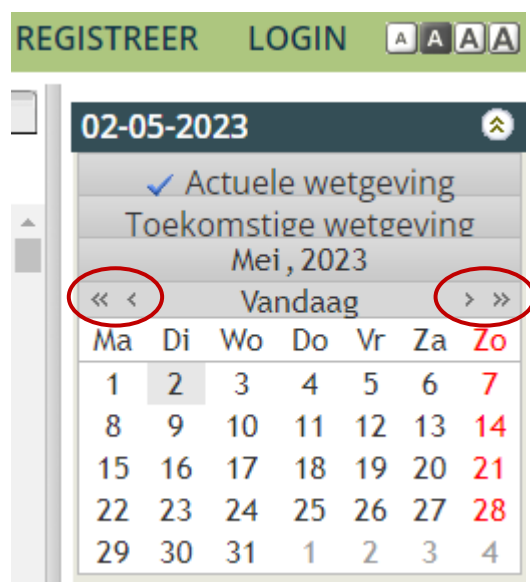 REGISTREER LOGIN A A A A
02-05-2023
Actuele wetgeving
Toekomstige wetgeving
Mei , 2023
« ‹ Vandaag › »
Ma Di Wo Do Vr Za Zo
1 2 3 4 5 6 7
8 9 10 11 12 13 14
15 16 17 18 19 20 21
22 23 24 25 26 27 28
29 30 31 1 2 3 4